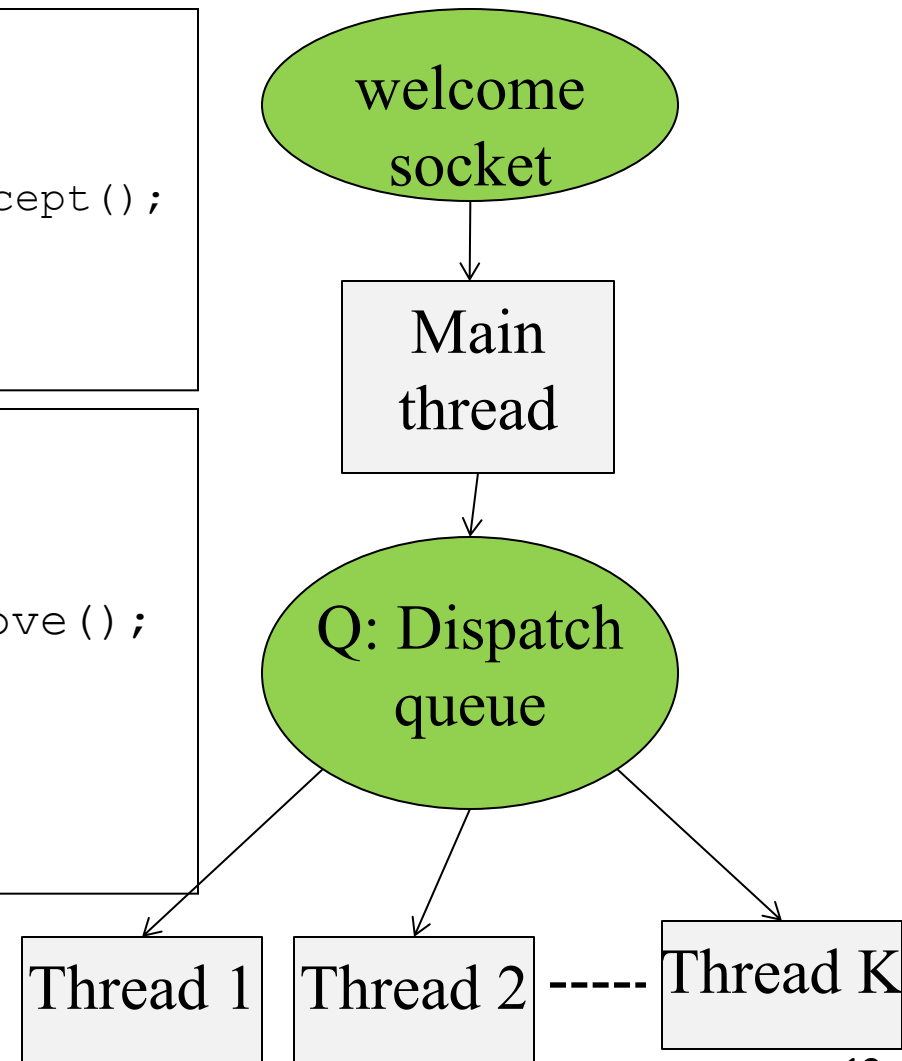 welcome
socket
cept();
Main
thread
ove();
Q: Dispatch
queue
Thread 1
Thread 2
Thread K